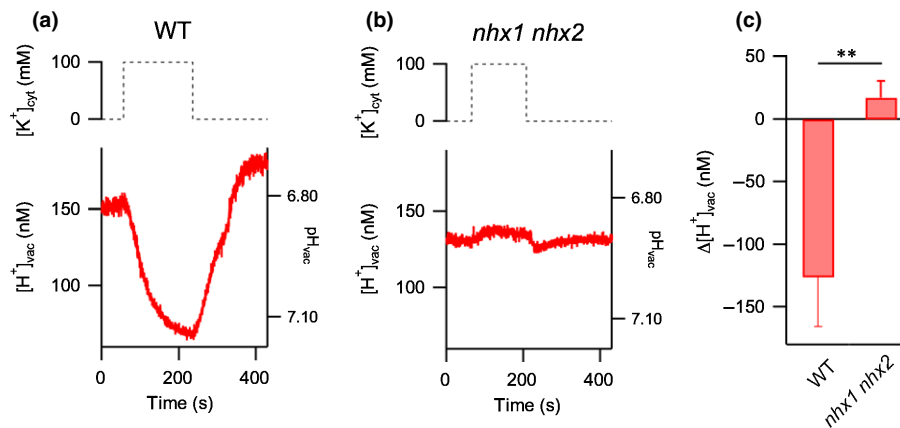 (a)
WT
[K⁺]cyt (mM)
100
0
[H⁺]vac (nM)
150
100
6.80
7.10
pHvac
0
200
400
Time (s)
(b)
nhx1 nhx2
[K⁺]cyt (mM)
100
0
[H⁺]vac (nM)
150
100
6.80
7.10
pHvac
0
200
400
Time (s)
(c)
Δ[H⁺]vac (nM)
50
0
−50
−100
−150
**
WT
nhx1 nhx2